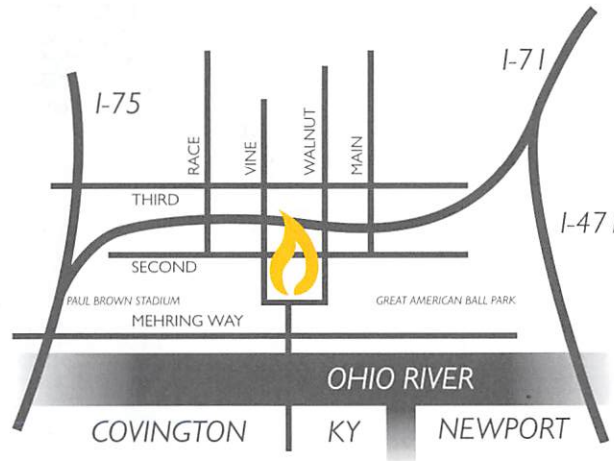 I-71
I-75
RACE
VINE
WALNUT
MAIN
THIRD
I-471
SECOND
PAUL BROWN STADIUM
GREAT AMERICAN BALL PARK
MEHRING WAY
OHIO RIVER
COVINGTON
KY
NEWPORT